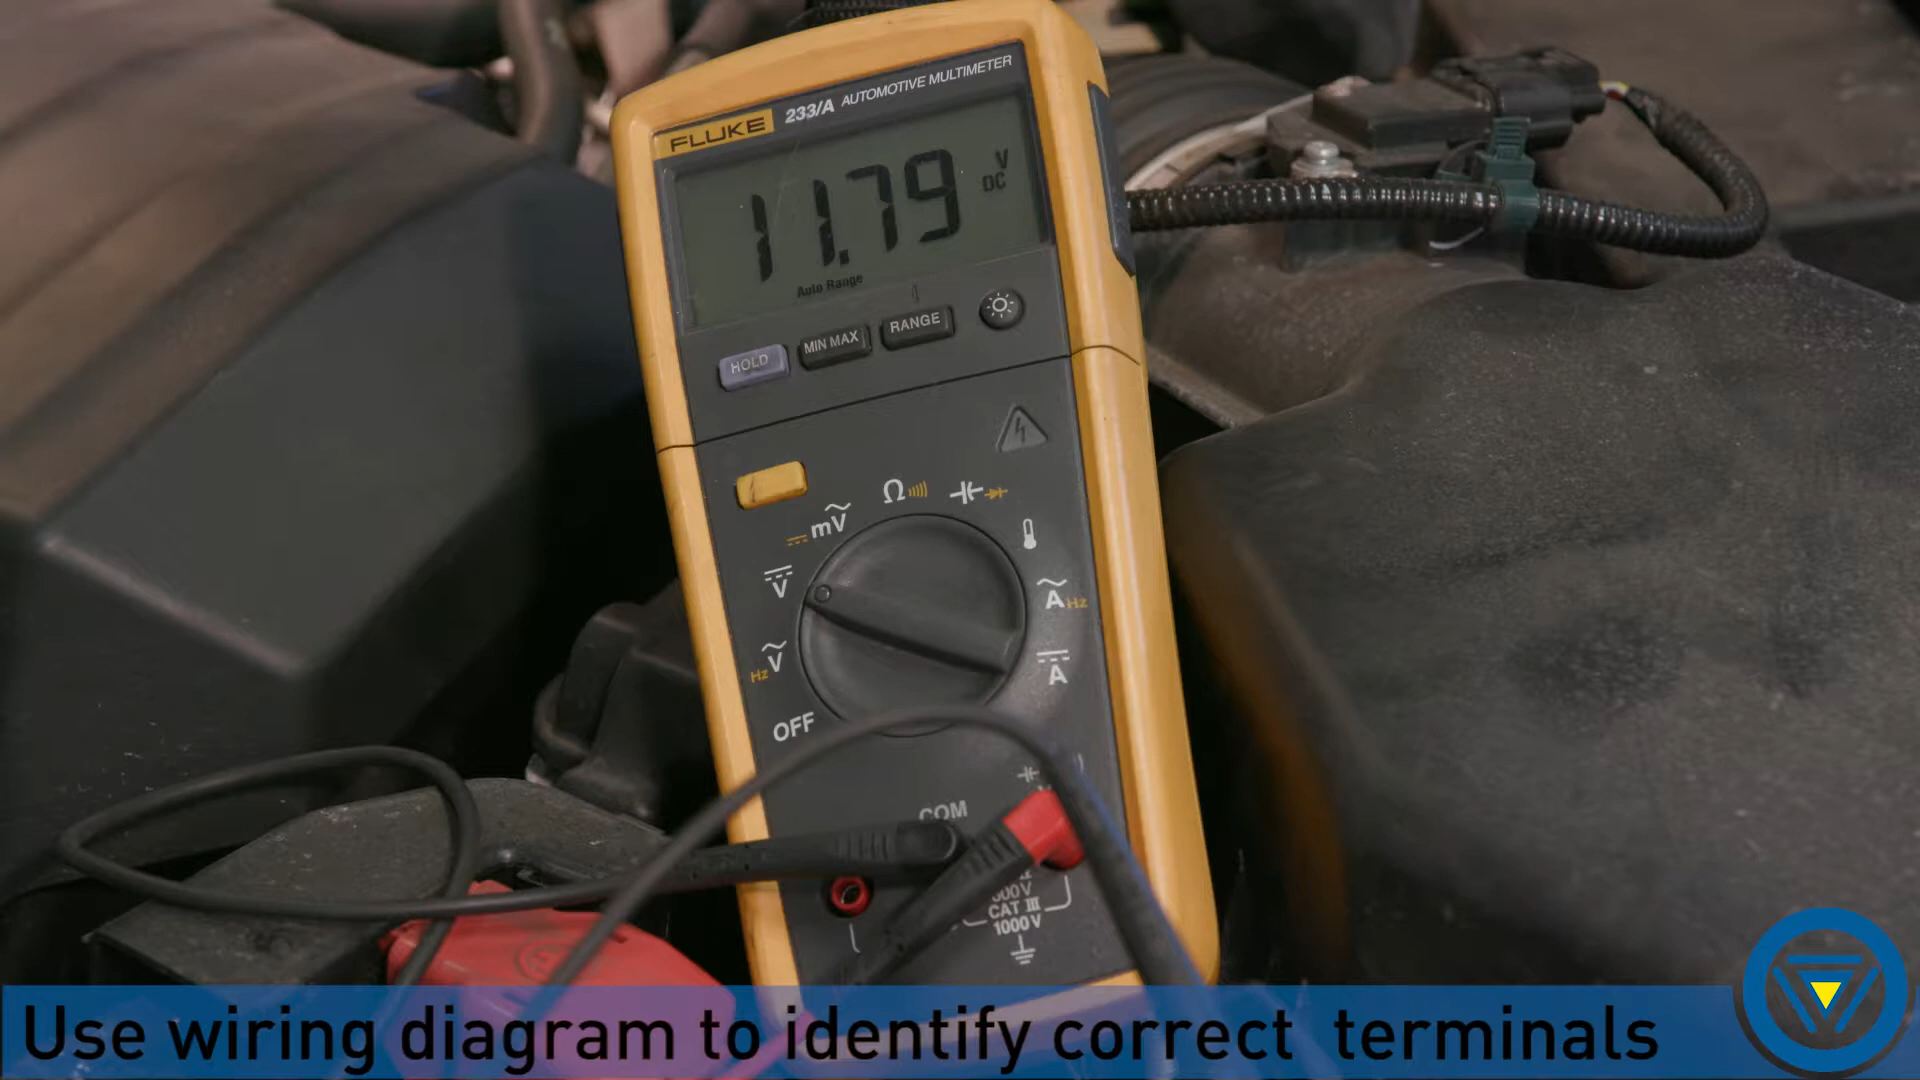 FLUKE 233/A AUTOMOTIVE MULTIMETER
11.79 V DC
Auto Range
HOLD MIN MAX RANGE
Ω
mV
V
A Hz
Hz V
A
OFF
COM
CAT III
1000V
Use wiring diagram to identify correct terminals